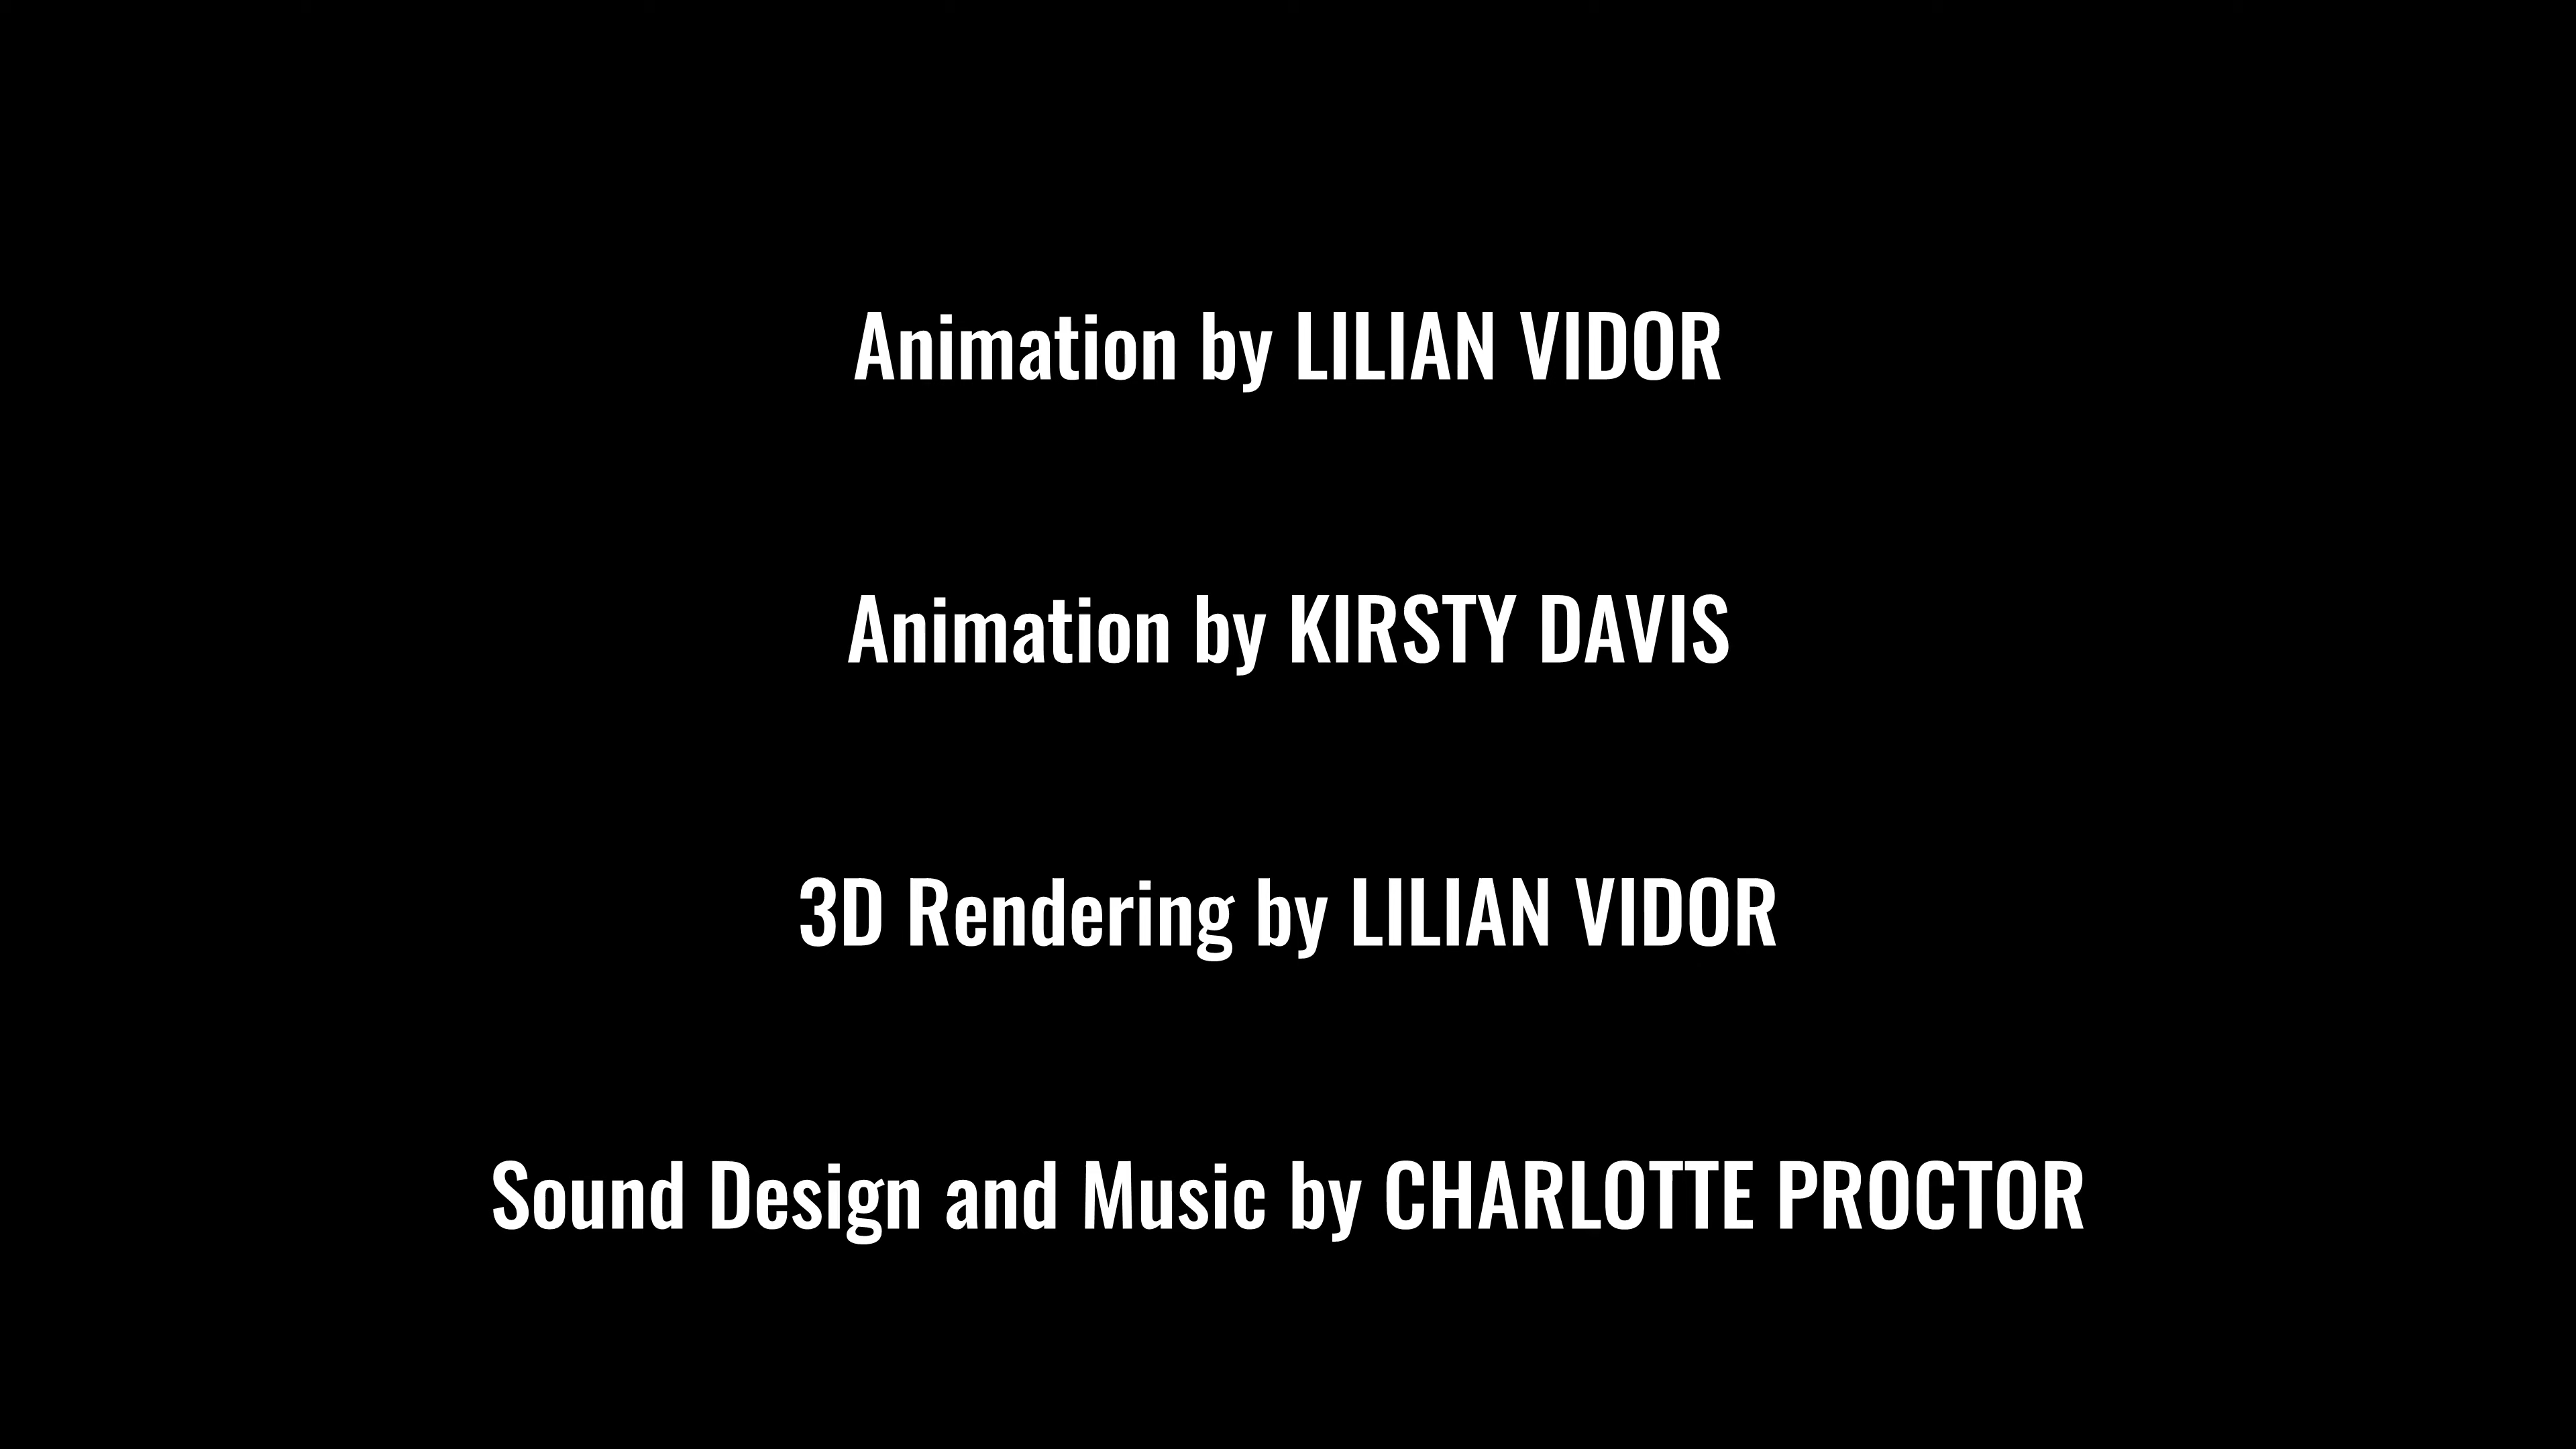 Animation by LILIAN VIDOR
Animation by KIRSTY DAVIS
3D Rendering by LILIAN VIDOR
Sound Design and Music by CHARLOTTE PROCTOR